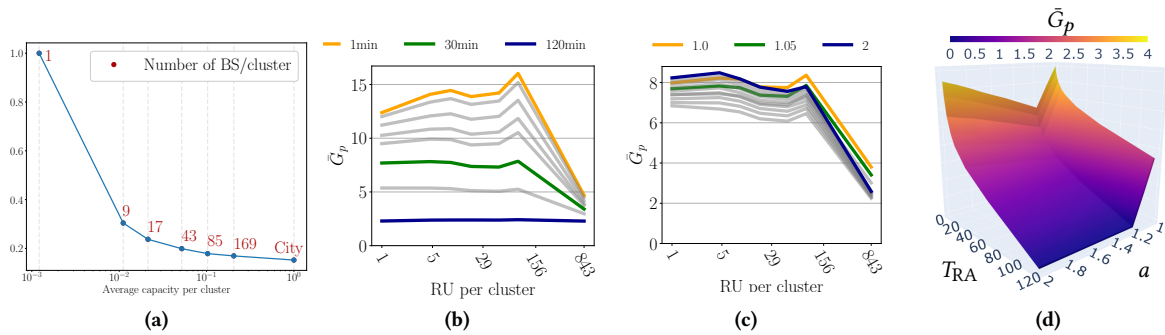 1.0
0.8
0.6
0.4
0.2
1
9
17
43
85
169
City
Number of BS/cluster
10⁻³
10⁻²
10⁻¹
10⁰
Average capacity per cluster
(a)
1min
30min
120min
Ḡp
15
10
5
0
1
5
29
156
843
RU per cluster
(b)
1.0
1.05
2
Ḡp
8
6
4
2
0
1
5
29
156
843
RU per cluster
(c)
Ḡp
0 0.5 1 1.5 2 2.5 3 3.5 4
0
20
40
60
80
100
120
TRA
2
1.8
1.6
1.4
1.2
1
a
(d)